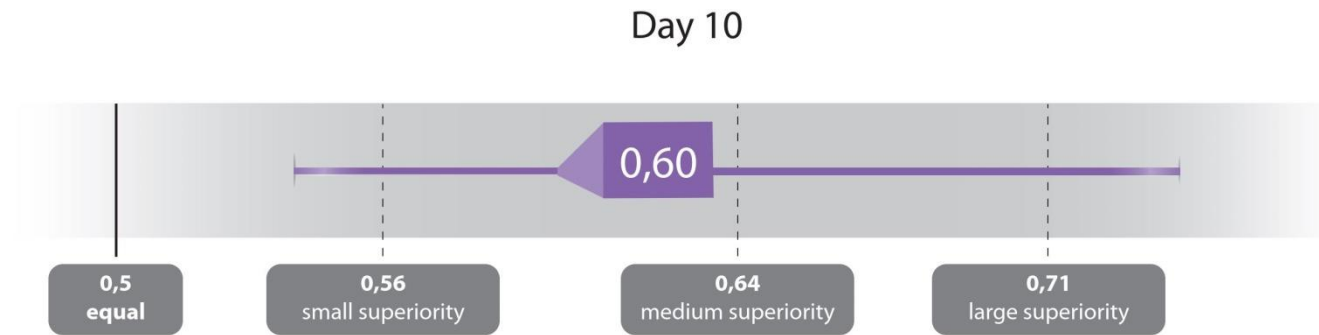 Day 10
0,60
0,5
equal
0,56
small superiority
0,64
medium superiority
0,71
large superiority